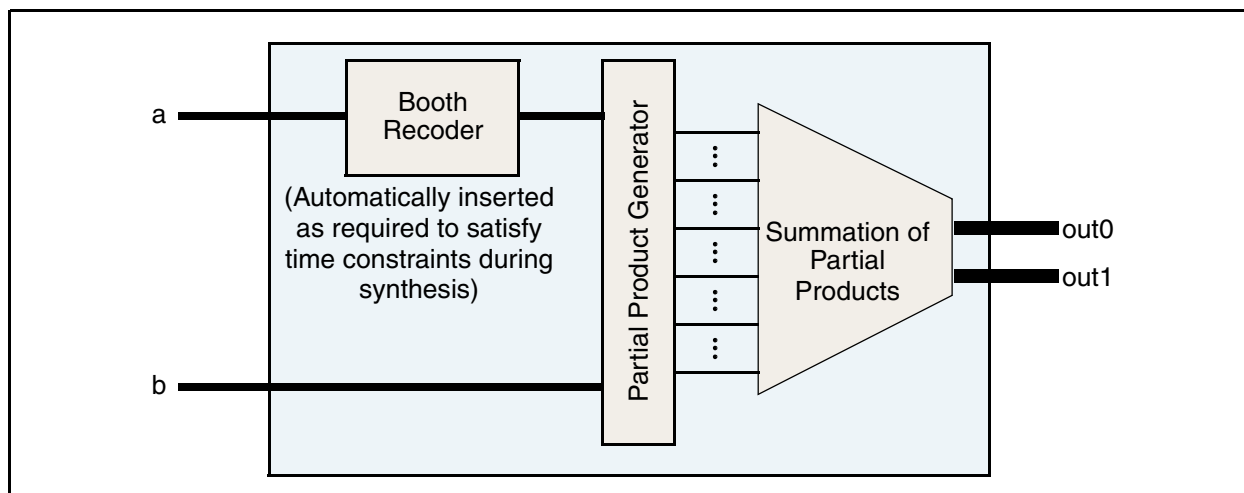 a
Booth
Recoder
(Automatically inserted
as required to satisfy
time constraints during
synthesis)
b
Partial Product Generator
Summation of
Partial
Products
out0
out1